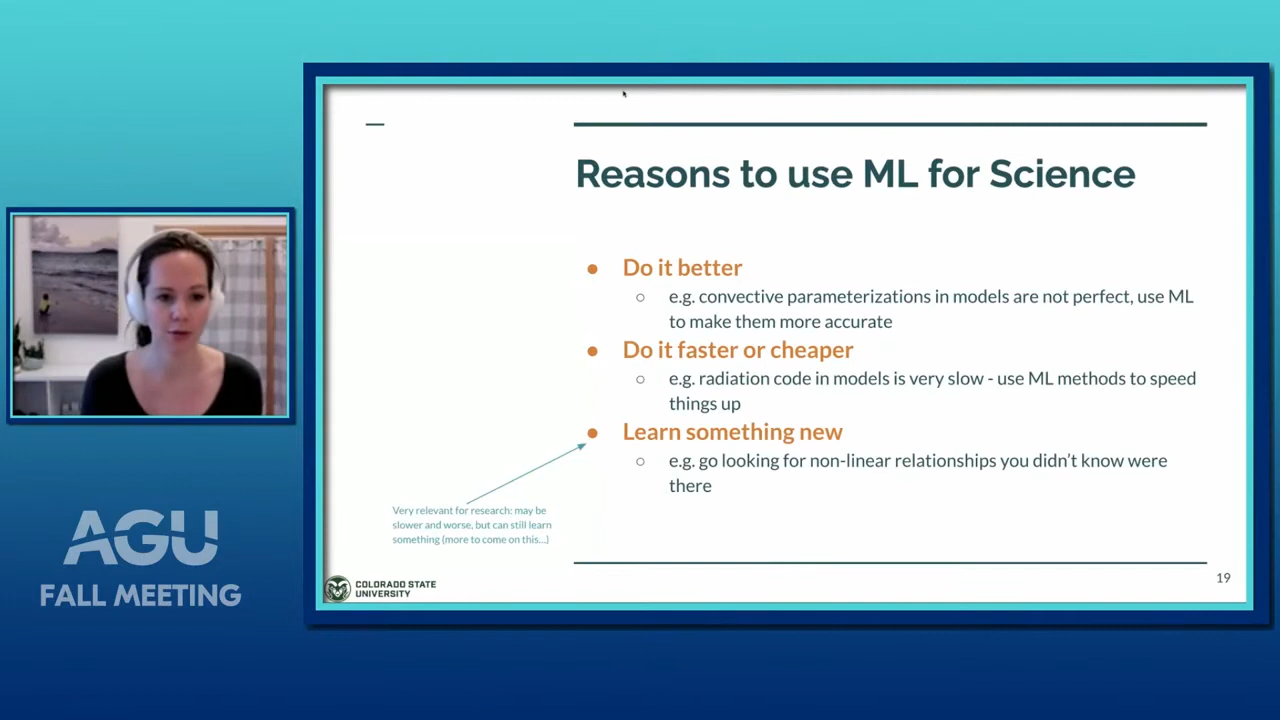 Reasons to use ML for Science
● Do it better
○ e.g. convective parameterizations in models are not perfect, use ML
to make them more accurate
● Do it faster or cheaper
○ e.g. radiation code in models is very slow - use ML methods to speed
things up
● Learn something new
○ e.g. go looking for non-linear relationships you didn't know were
there
Very relevant for research: may be
slower and worse, but can still learn
something (more to come on this...)
AGU
FALL MEETING
COLORADO STATE
UNIVERSITY
19